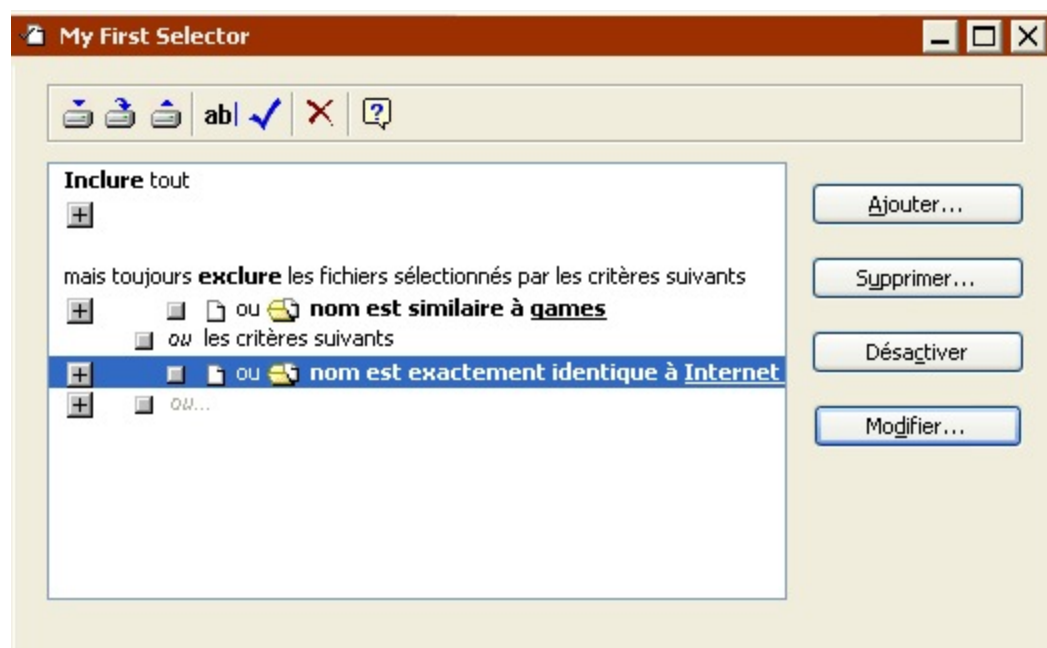 My First Selector
ab
Inclure tout
mais toujours exclure les fichiers sélectionnés par les critères suivants
ou nom est similaire à games
ou les critères suivants
ou nom est exactement identique à Internet
ou...
Ajouter...
Supprimer...
Désactiver
Modifier...